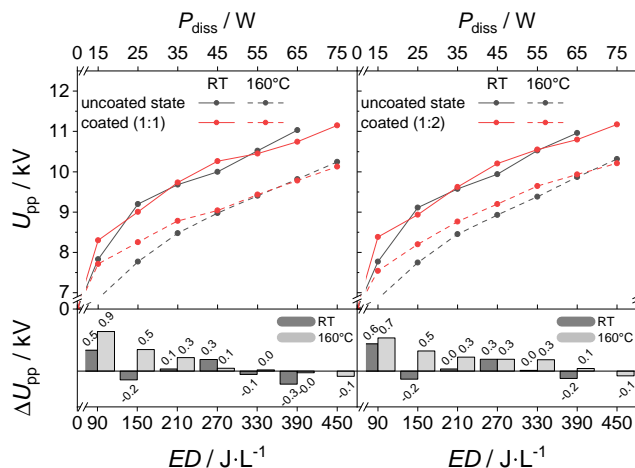 P_diss / W
P_diss / W
0 15 25 35 45 55 65 75
0 15 25 35 45 55 65 75
RT 160°C
uncoated state
coated (1:1)
RT 160°C
uncoated state
coated (1:2)
U_pp / kV
12
11
10
9
8
7
0
ΔU_pp / kV
RT
160°C
0.5 0.9 -0.2 0.5 0.1 0.3 0.3 0.1 -0.1 0.0 -0.3 -0.0 -0.1
RT
160°C
0.6 0.7 -0.2 0.5 0.0 0.3 0.3 0.3 0.0 0.3 -0.2 0.1 -0.1
0 90 150 210 270 330 390 450
90 150 210 270 330 390 450
ED / J·L⁻¹
ED / J·L⁻¹